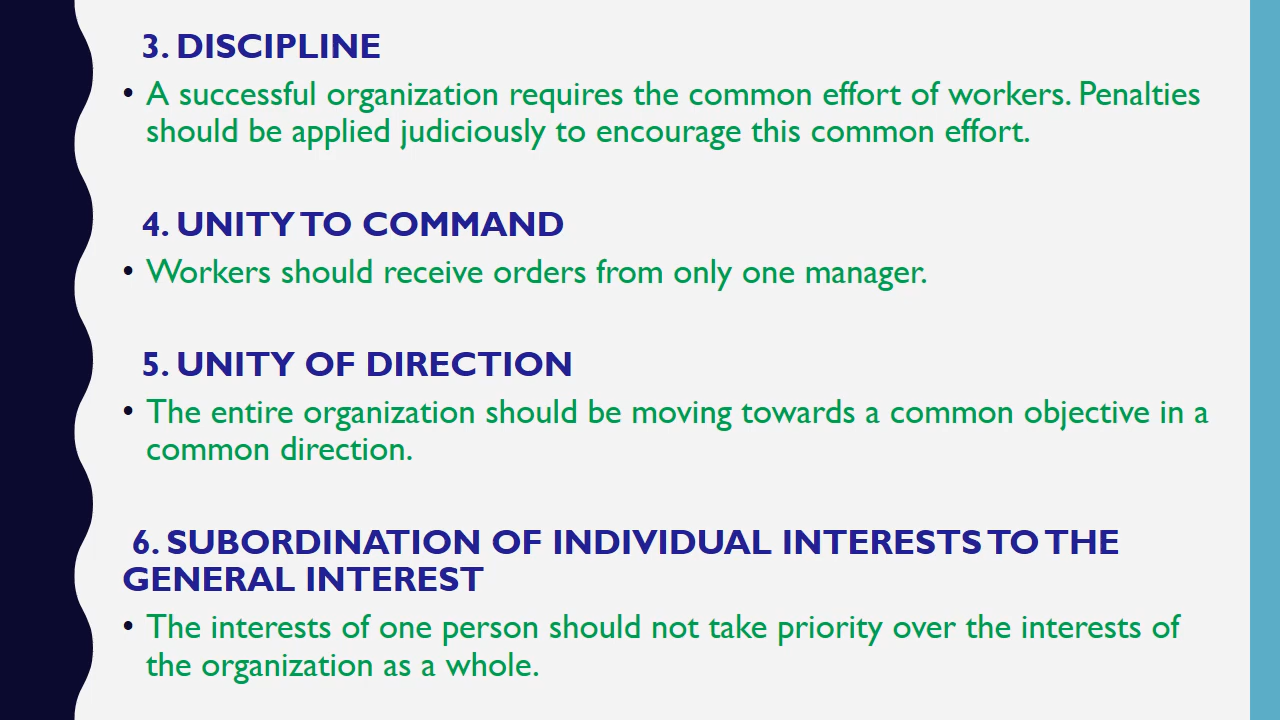 3. DISCIPLINE
• A successful organization requires the common effort of workers. Penalties
should be applied judiciously to encourage this common effort.
4. UNITY TO COMMAND
• Workers should receive orders from only one manager.
5. UNITY OF DIRECTION
• The entire organization should be moving towards a common objective in a
common direction.
6. SUBORDINATION OF INDIVIDUAL INTERESTS TO THE
GENERAL INTEREST
• The interests of one person should not take priority over the interests of
the organization as a whole.